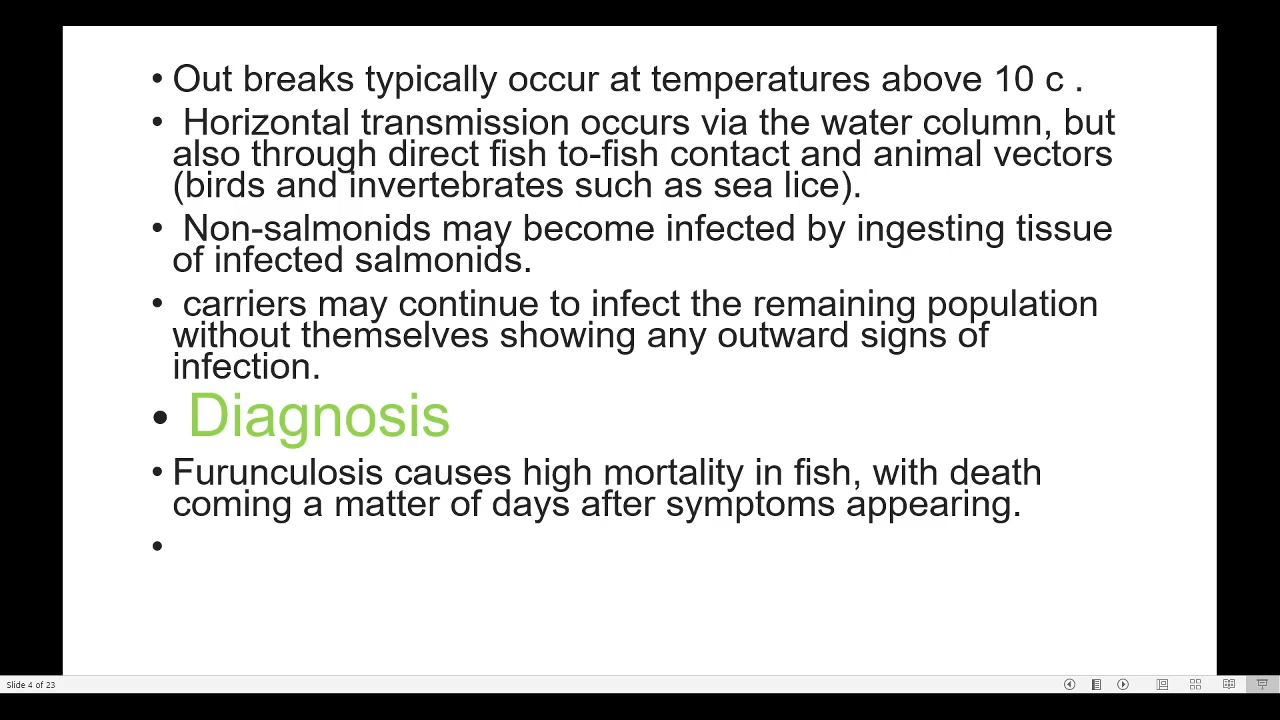 • Out breaks typically occur at temperatures above 10 c .
• Horizontal transmission occurs via the water column, but
also through direct fish to-fish contact and animal vectors
(birds and invertebrates such as sea lice).
• Non-salmonids may become infected by ingesting tissue
of infected salmonids.
• carriers may continue to infect the remaining population
without themselves showing any outward signs of
infection.
• Diagnosis
• Furunculosis causes high mortality in fish, with death
coming a matter of days after symptoms appearing.
•
Slide 4 of 23